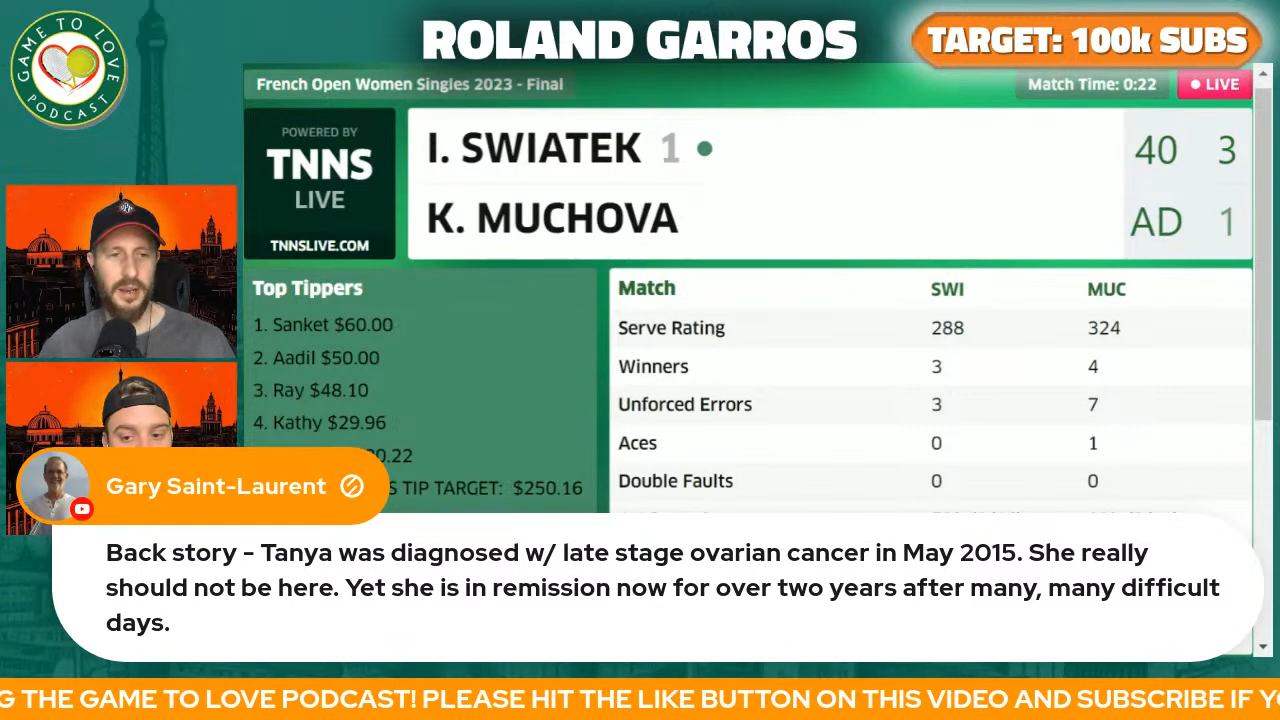 GAME TO LOVE
PODCAST
ROLAND GARROS
TARGET: 100k SUBS
French Open Women Singles 2023 - Final
Match Time: 0:22
LIVE
POWERED BY
TNNS
LIVE
TNNSLIVE.COM
I. SWIATEK 1 40 3
K. MUCHOVA AD 1
Top Tippers
1. Sanket $60.00
2. Aadil $50.00
3. Ray $48.10
4. Kathy $29.96
0.22
S TIP TARGET: $250.16
Match SWI MUC
Serve Rating 288 324
Winners 3 4
Unforced Errors 3 7
Aces 0 1
Double Faults 0 0
Gary Saint-Laurent
Back story - Tanya was diagnosed w/ late stage ovarian cancer in May 2015. She really
should not be here. Yet she is in remission now for over two years after many, many difficult
days.
G THE GAME TO LOVE PODCAST! PLEASE HIT THE LIKE BUTTON ON THIS VIDEO AND SUBSCRIBE IF Y